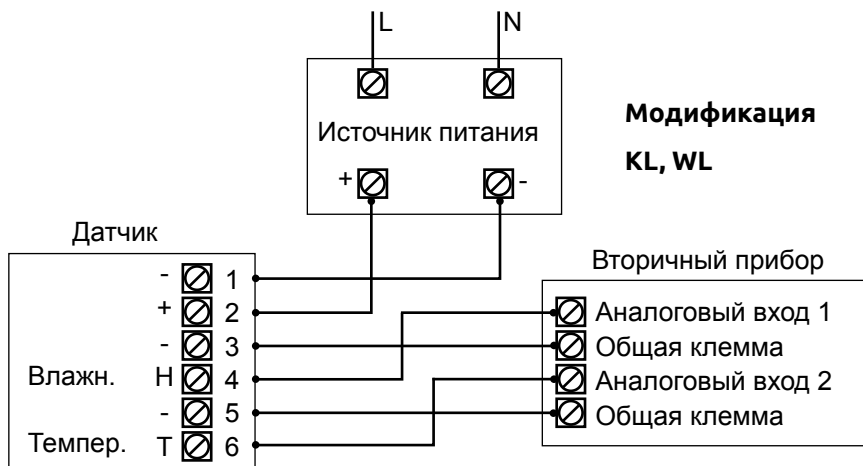 L N
Источник питания
+ -
Модификация
KL, WL
Датчик
- 1
+ 2
- 3
Влажн. H 4
- 5
Темпер. T 6
Вторичный прибор
Аналоговый вход 1
Общая клемма
Аналоговый вход 2
Общая клемма